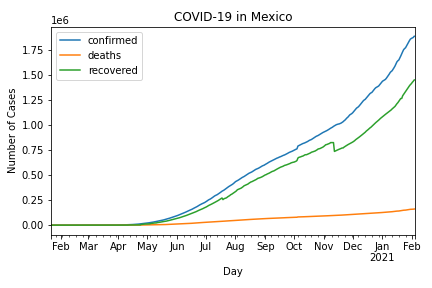 COVID-19 in Mexico
1e6
confirmed
deaths
recovered
Number of Cases
1.75
1.50
1.25
1.00
0.75
0.50
0.25
0.00
Feb Mar Apr May Jun Jul Aug Sep Oct Nov Dec Jan Feb
2021
Day